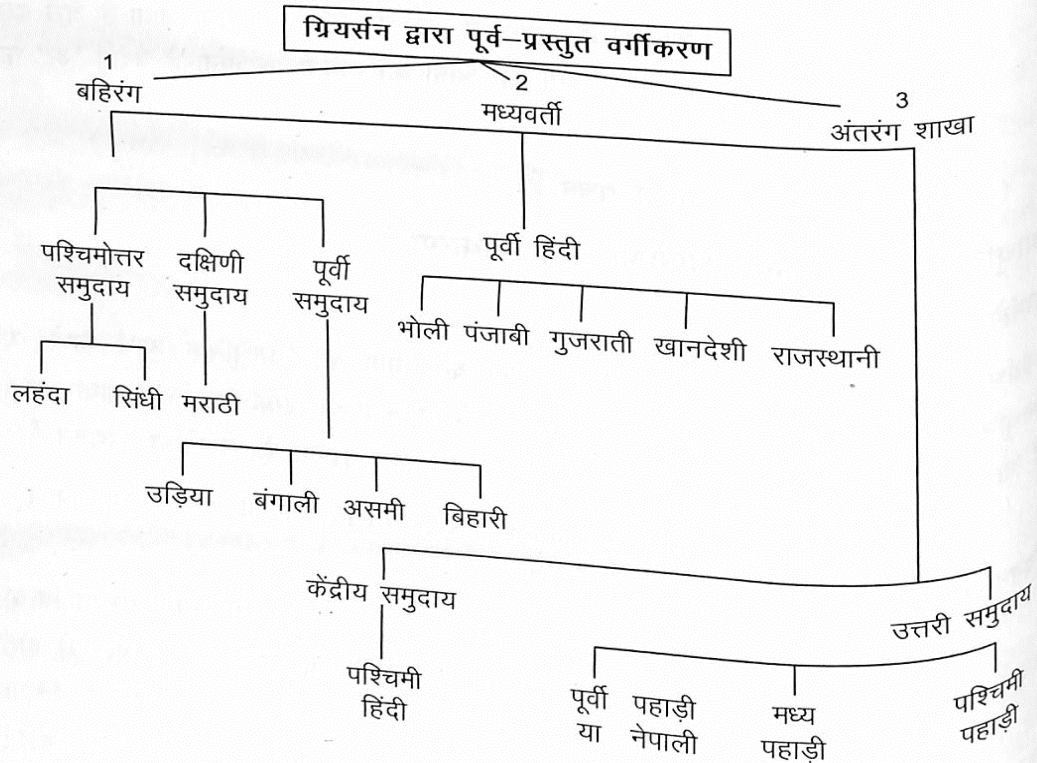 ग्रियर्सन द्वारा पूर्व–प्रस्तुत वर्गीकरण
1
बहिरंग
2
मध्यवर्ती
3
अंतरंग शाखा
पश्चिमोत्तर
समुदाय
दक्षिणी
समुदाय
पूर्वी
समुदाय
पूर्वी हिंदी
भोली पंजाबी गुजराती खानदेशी राजस्थानी
लहंदा सिंधी मराठी
उड़िया बंगाली असमी बिहारी
केंद्रीय समुदाय
उत्तरी समुदाय
पश्चिमी
हिंदी
पूर्वी पहाड़ी
या नेपाली
मध्य
पहाड़ी
पश्चिमी
पहाड़ी